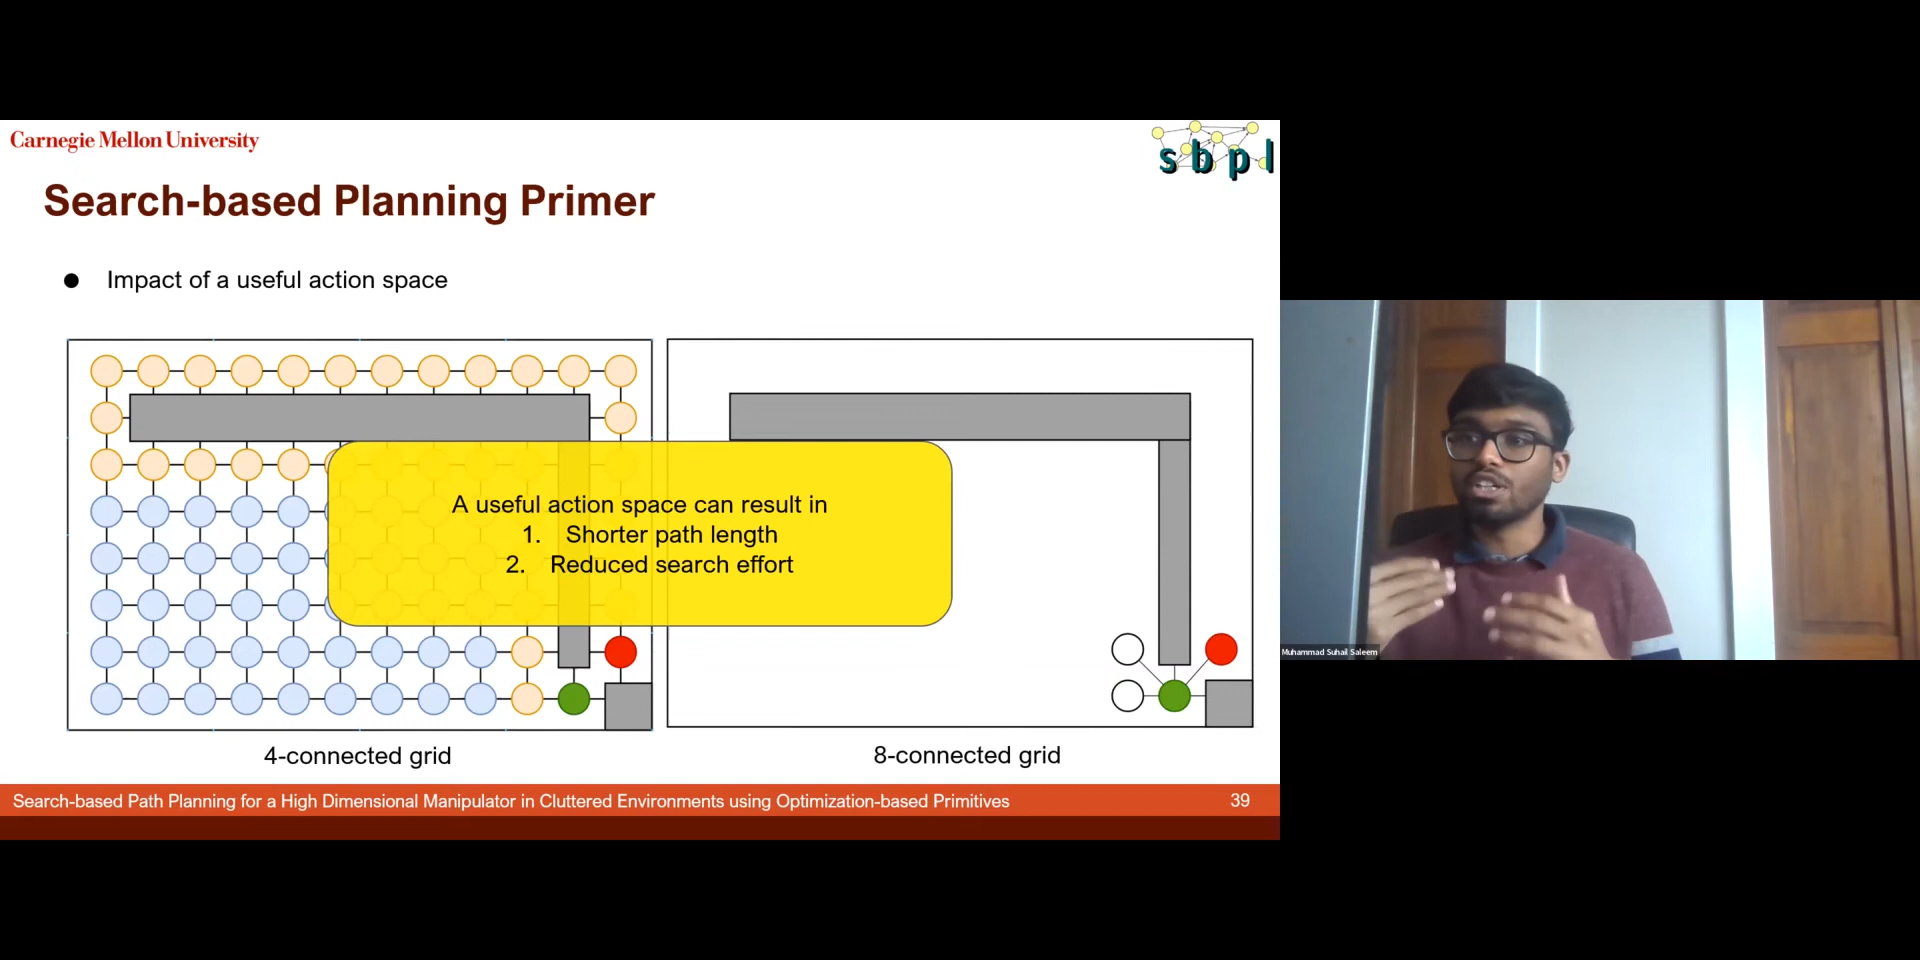 Carnegie Mellon University
sbpl
Search-based Planning Primer
● Impact of a useful action space
A useful action space can result in
1. Shorter path length
2. Reduced search effort
4-connected grid
8-connected grid
Search-based Path Planning for a High Dimensional Manipulator in Cluttered Environments using Optimization-based Primitives
39
Muhammad Suhail Saleem